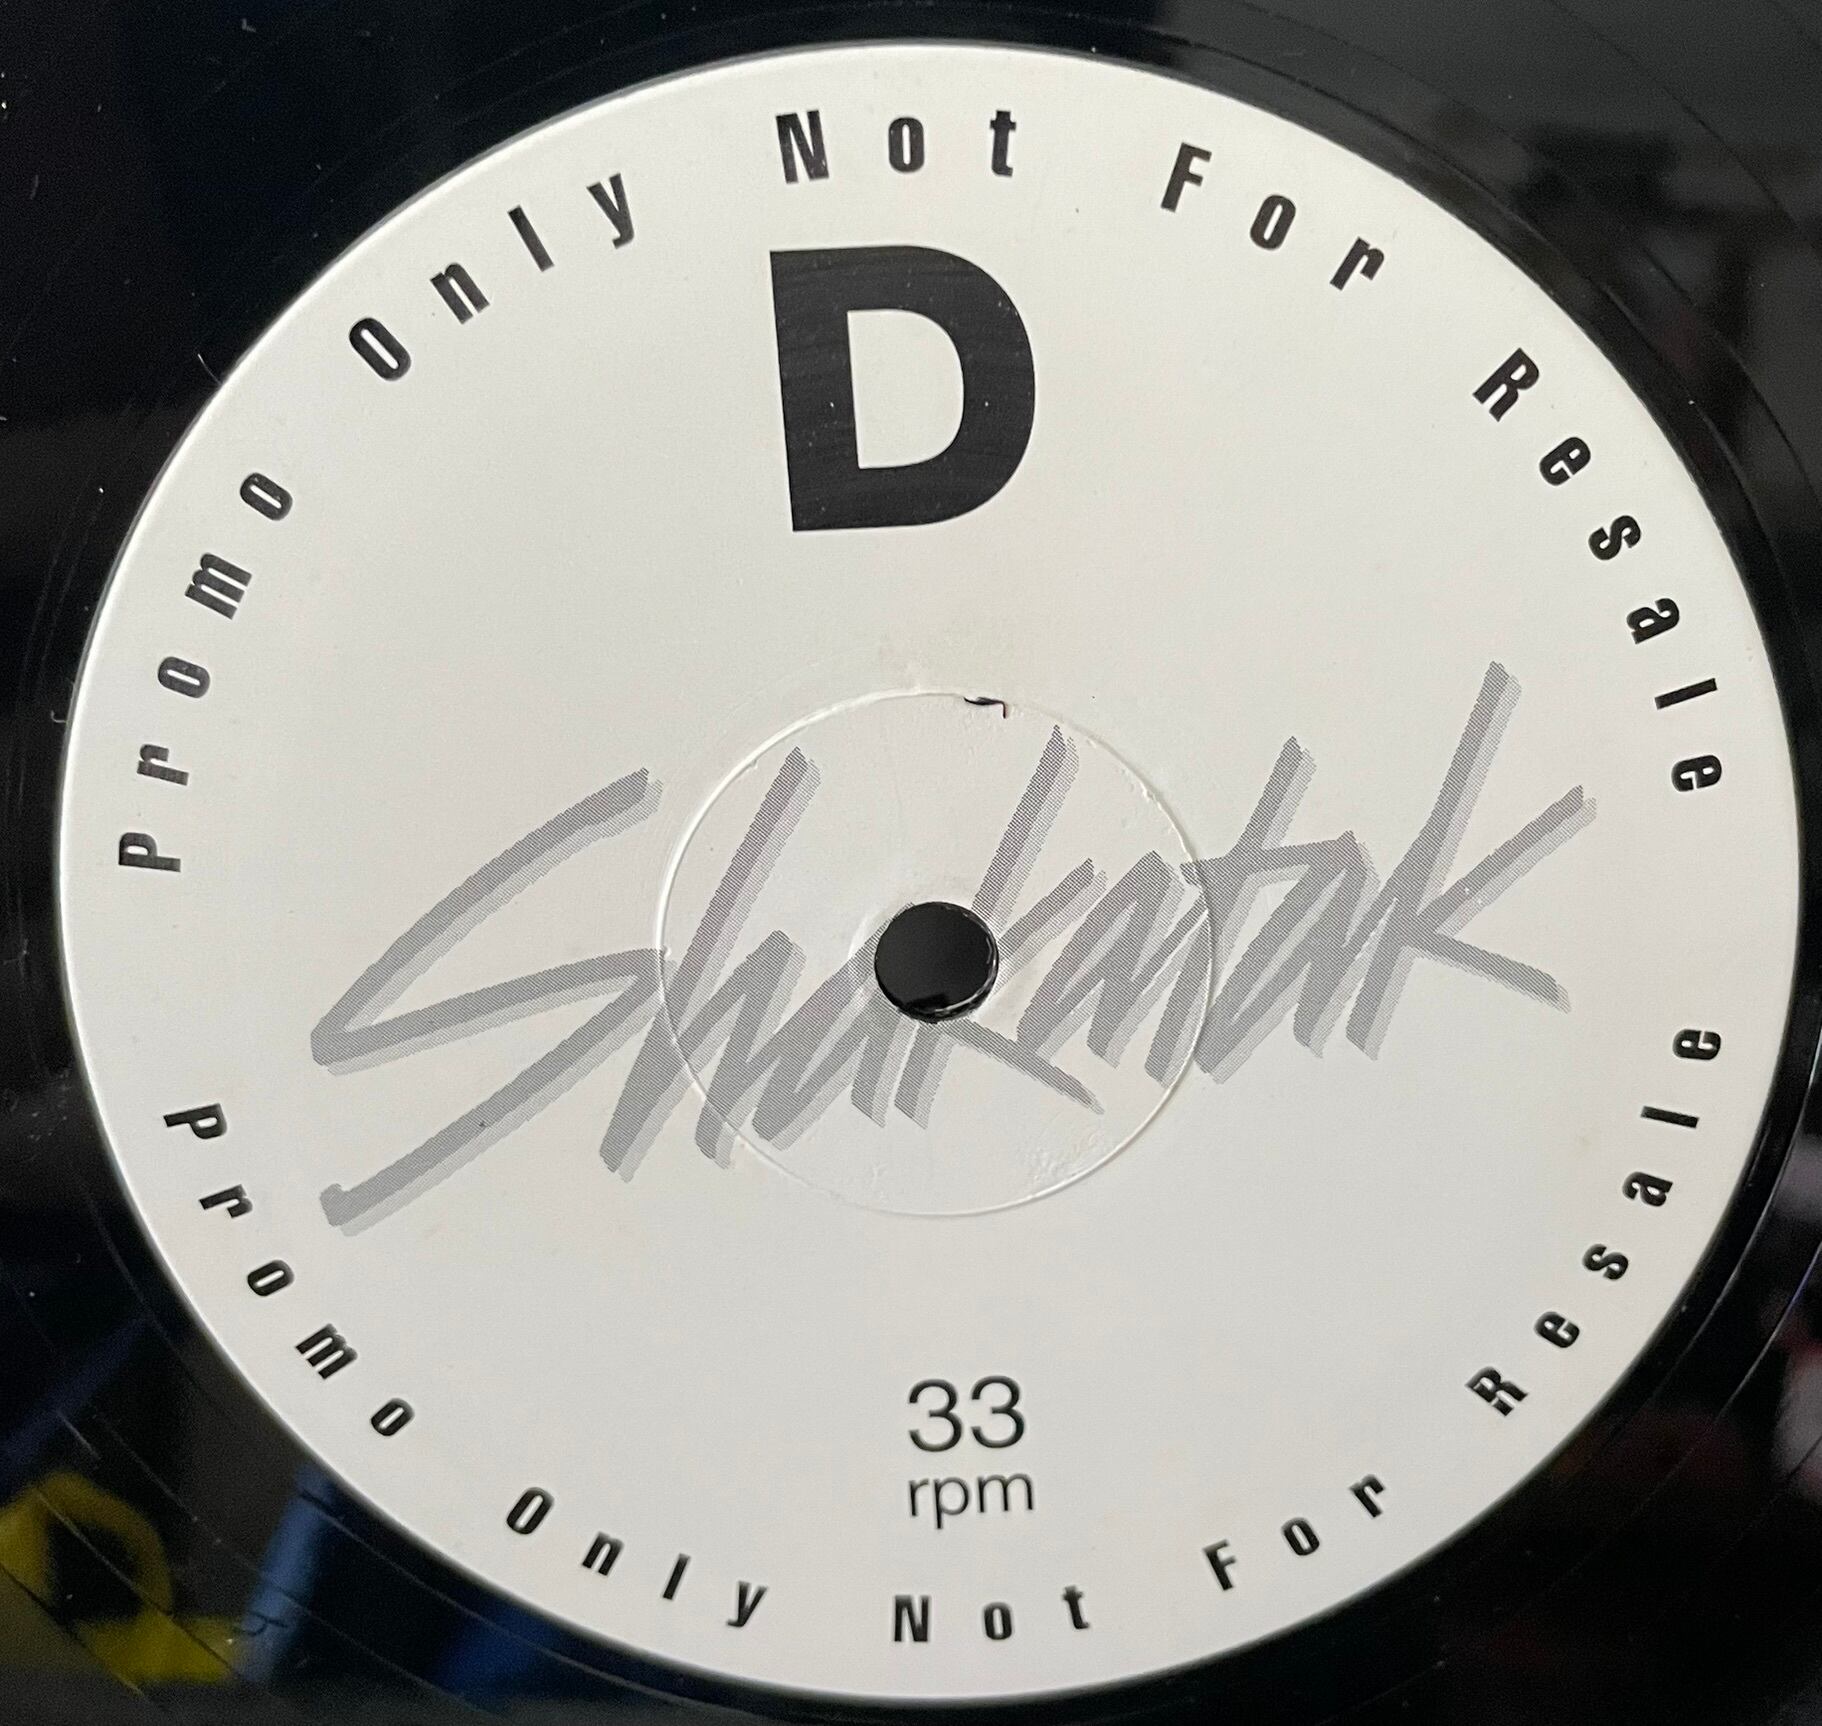 Promo Only Not For Resale
D
Shakatak
33
rpm
Promo Only Not For Resale